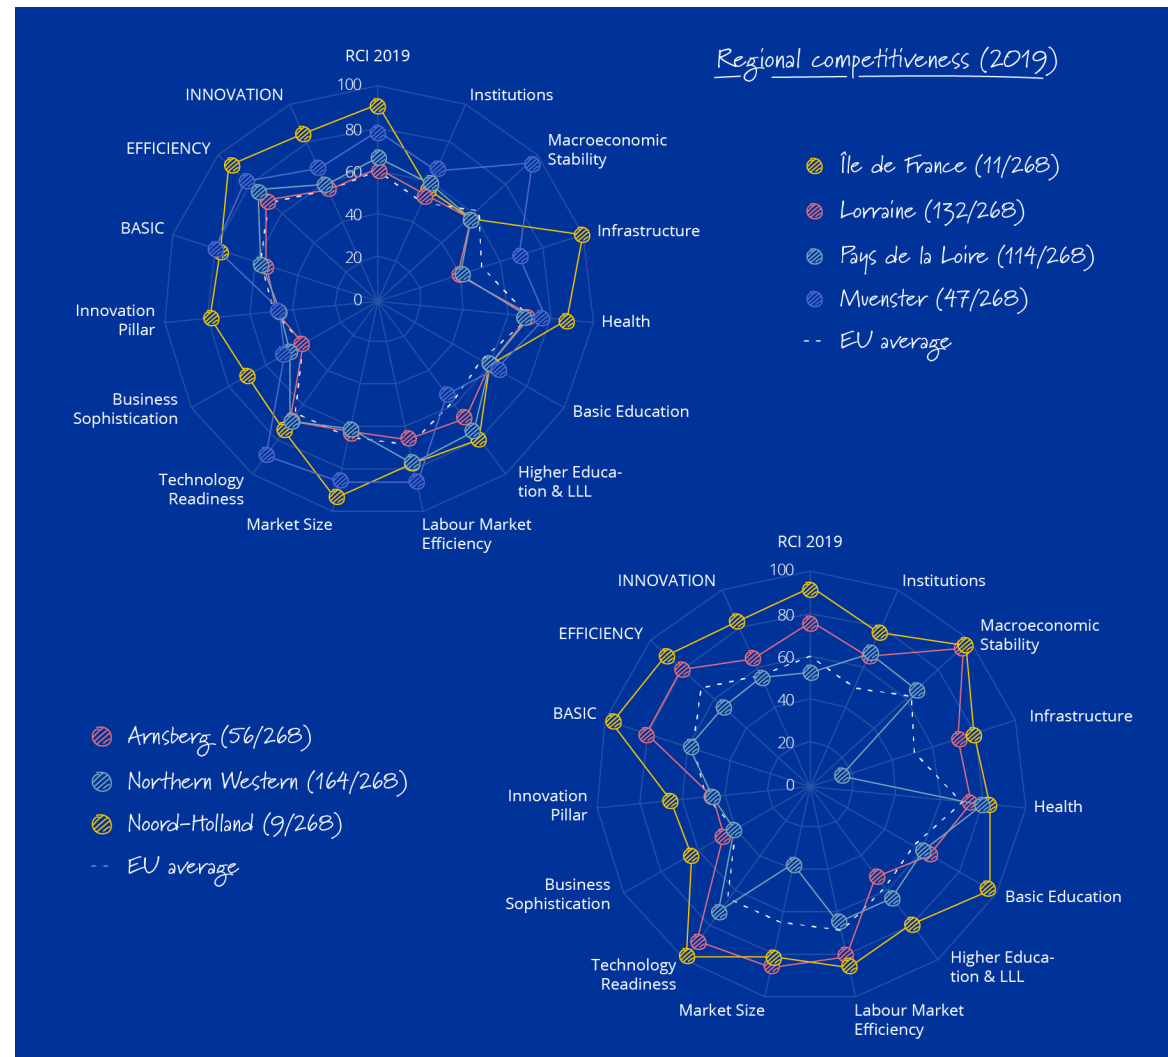 Regional competitiveness (2019)
RCI 2019
100
80
60
40
20
0
Institutions
Macroeconomic
Stability
Infrastructure
Health
Basic Education
Higher Educa-
tion & LLL
Labour Market
Efficiency
Market Size
Technology
Readiness
Business
Sophistication
Innovation
Pillar
BASIC
EFFICIENCY
INNOVATION
Île de France (11/268)
Lorraine (132/268)
Pays de la Loire (114/268)
Muenster (47/268)
EU average
RCI 2019
100
80
60
40
20
0
Institutions
Macroeconomic
Stability
Infrastructure
Health
Basic Education
Higher Educa-
tion & LLL
Labour Market
Efficiency
Market Size
Technology
Readiness
Business
Sophistication
Innovation
Pillar
BASIC
EFFICIENCY
INNOVATION
Arnsberg (56/268)
Northern Western (164/268)
Noord-Holland (9/268)
EU average